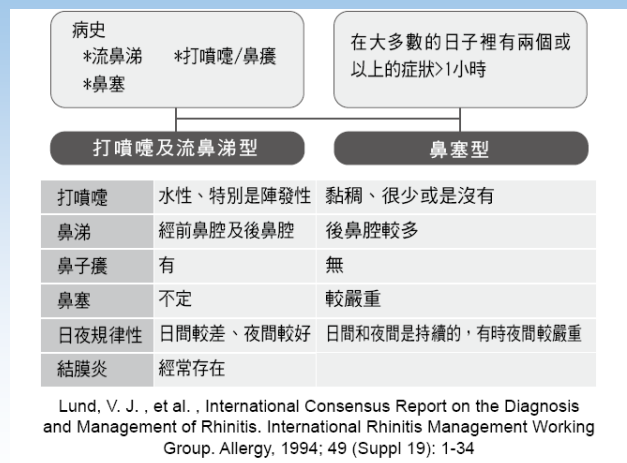 病史
*流鼻涕 *打噴嚏/鼻癢
*鼻塞
在大多數的日子裡有兩個或
以上的症狀>1小時
打噴嚏及流鼻涕型 鼻塞型
打噴嚏 水性、特別是陣發性 黏稠、很少或是沒有
鼻涕 經前鼻腔及後鼻腔 後鼻腔較多
鼻子癢 有 無
鼻塞 不定 較嚴重
日夜規律性 日間較差、夜間較好 日間和夜間是持續的，有時夜間較嚴重
結膜炎 經常存在
Lund, V. J. , et al. , International Consensus Report on the Diagnosis
and Management of Rhinitis. International Rhinitis Management Working
Group. Allergy, 1994; 49 (Suppl 19): 1-34